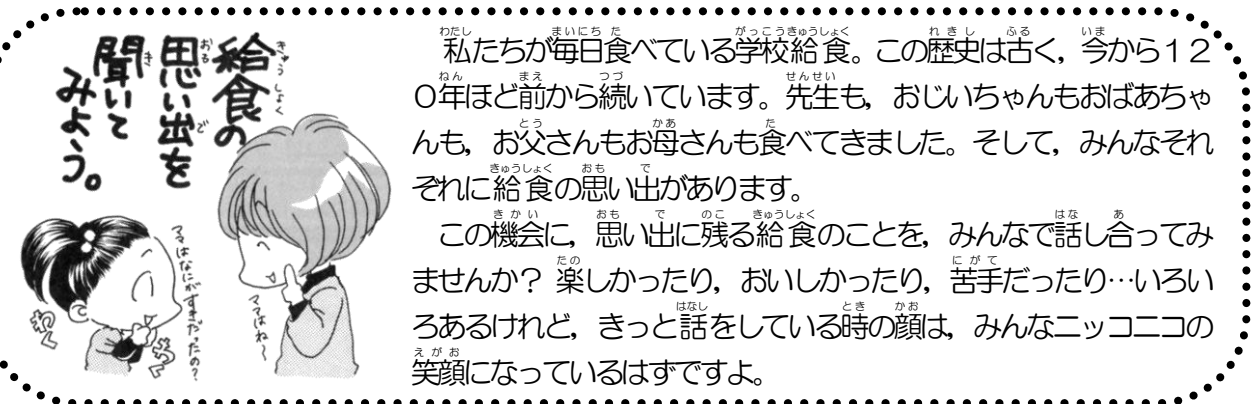 給食の
思い出を
聞いて
みよう。
ママはなにがすきだったの?
わく
わく
ママはね～
私たちが毎日食べている学校給食。この歴史は古く，今から１２
０年ほど前から続いています。先生も，おじいちゃんもおばあちゃ
んも，お父さんもお母さんも食べてきました。そして，みんなそれ
ぞれに給食の思い出があります。
この機会に，思い出に残る給食のことを，みんなで話し合ってみ
ませんか？楽しかったり，おいしかったり，苦手だったり…いろい
ろあるけれど，きっと話をしている時の顔は，みんなニッコニコの
笑顔になっているはずですよ。